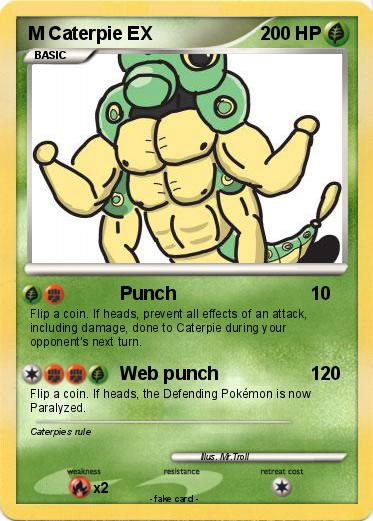 M Caterpie EX 200 HP
BASIC
Punch 10
Flip a coin. If heads, prevent all effects of an attack,
including damage, done to Caterpie during your
opponent's next turn.
Web punch 120
Flip a coin. If heads, the Defending Pokémon is now
Paralyzed.
Caterpies rule
Illus. Mr.Troll
weakness resistance retreat cost
x2
- fake card -